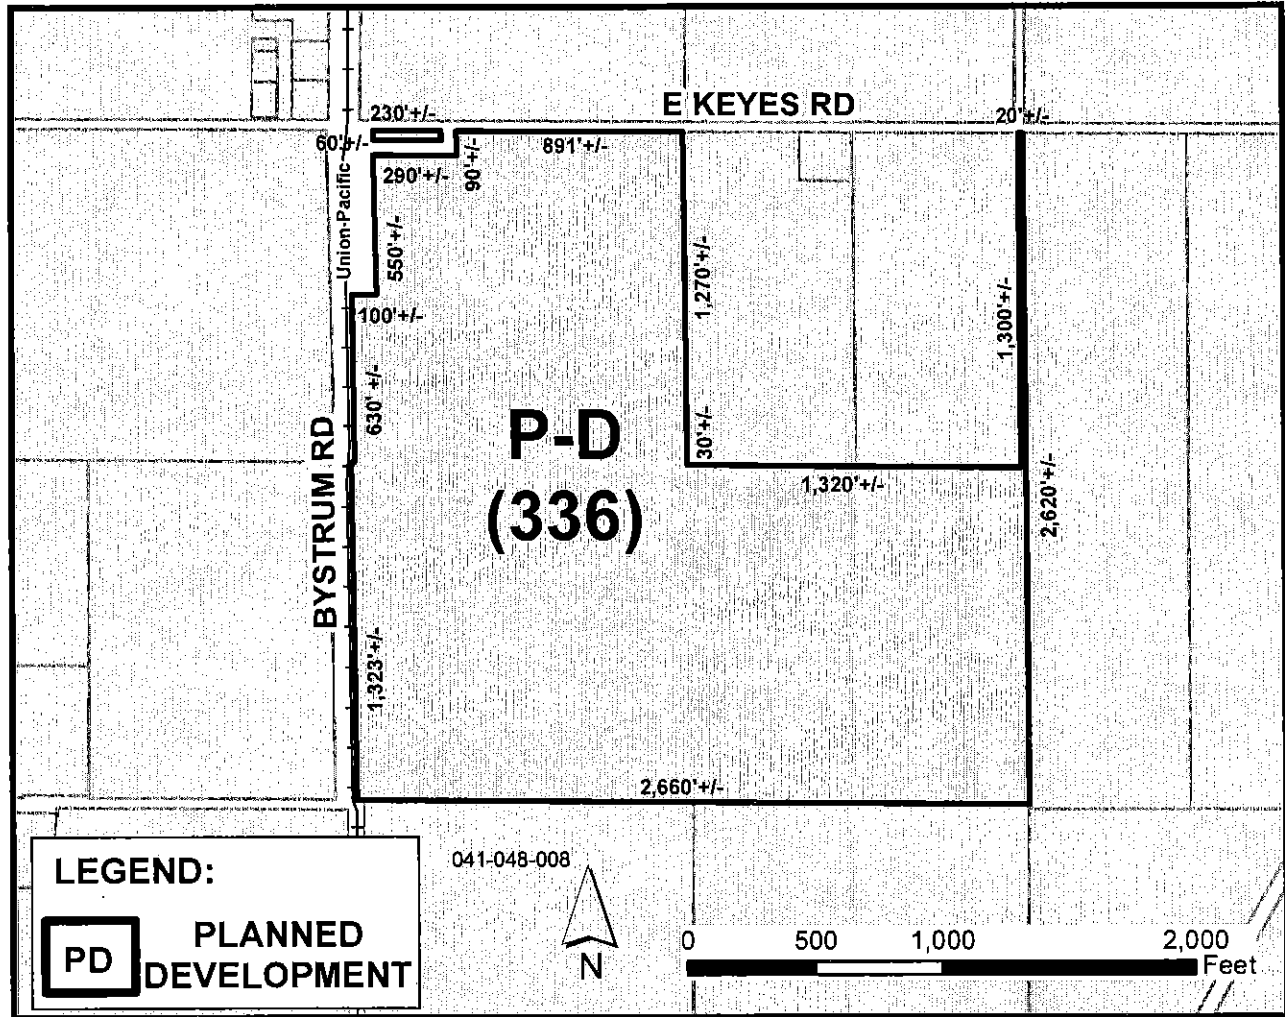 E KEYES RD
230'+/-
20'+/-
60'+/-
891'+/-
290'+/-
90'+/-
Union-Pacific
550'+/-
1,270'+/-
100'+/-
1,300'+/-
630' +/-
P-D
(336)
30'+/-
1,320'+/-
BYSTRUM RD
2,620'+/-
1,323'+/-
2,660'+/-
LEGEND:
PD
PLANNED
DEVELOPMENT
041-048-008
N
0 500 1,000 2,000
Feet